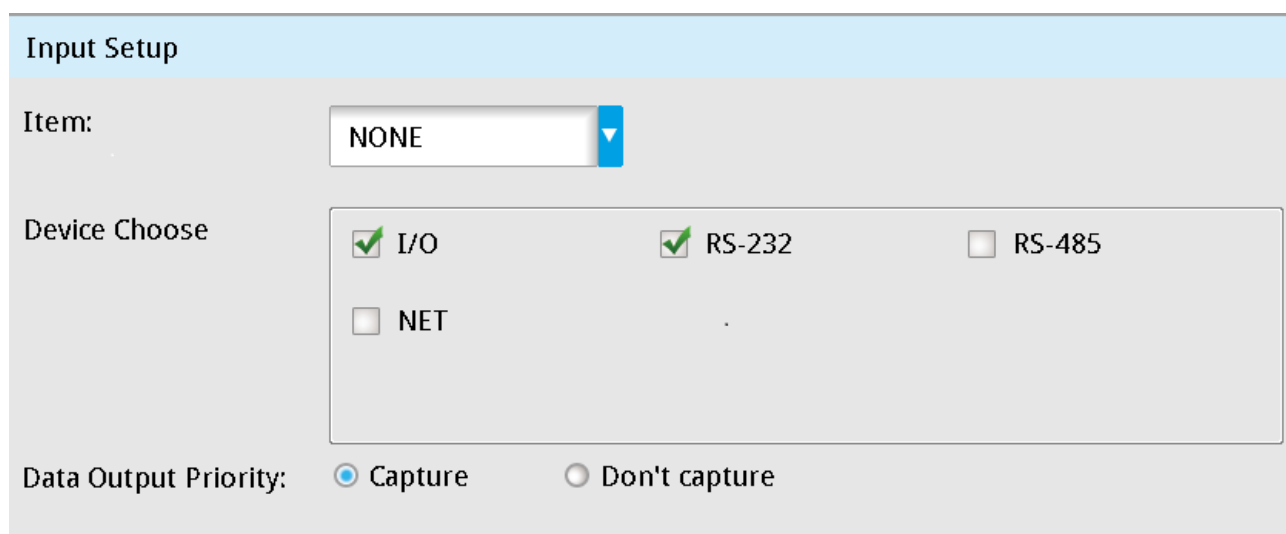 Input Setup
Item:
NONE
Device Choose
I/O RS-232 RS-485
NET
Data Output Priority: Capture Don't capture